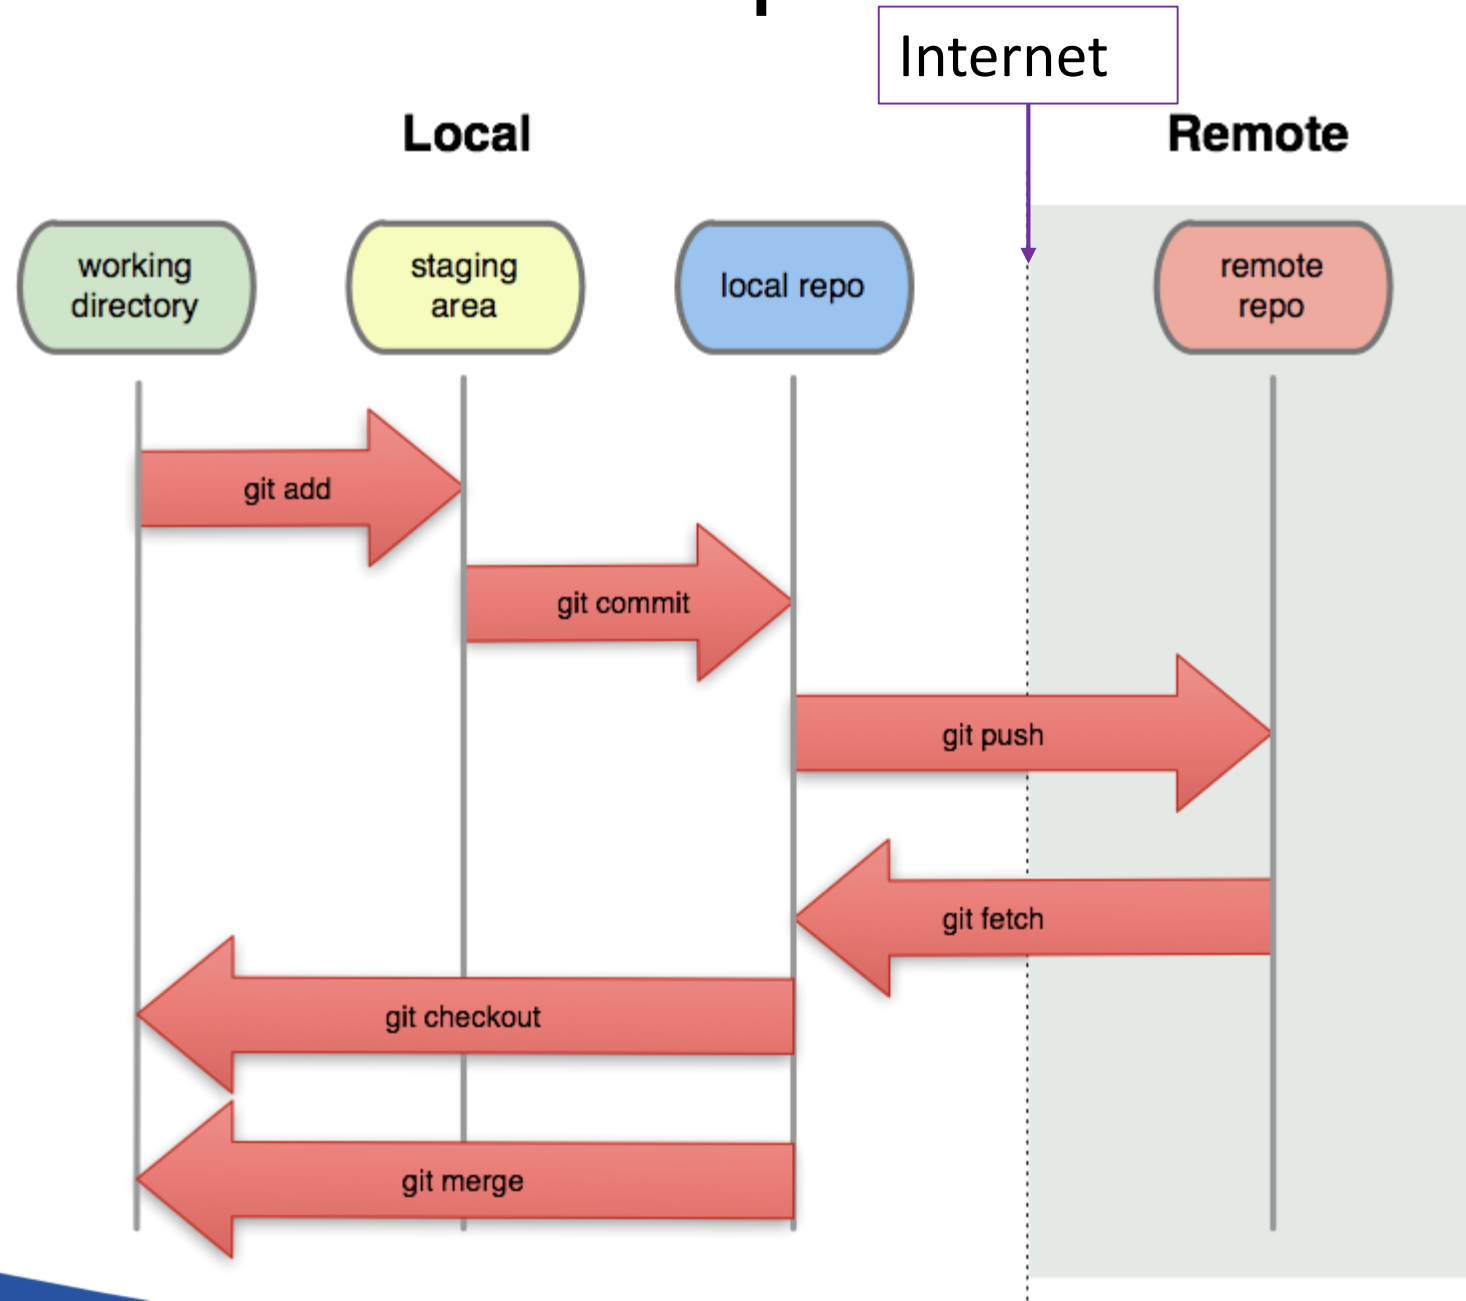 Internet
Local
Remote
working
directory
staging
area
local repo
remote
repo
git add
git commit
git push
git fetch
git checkout
git merge